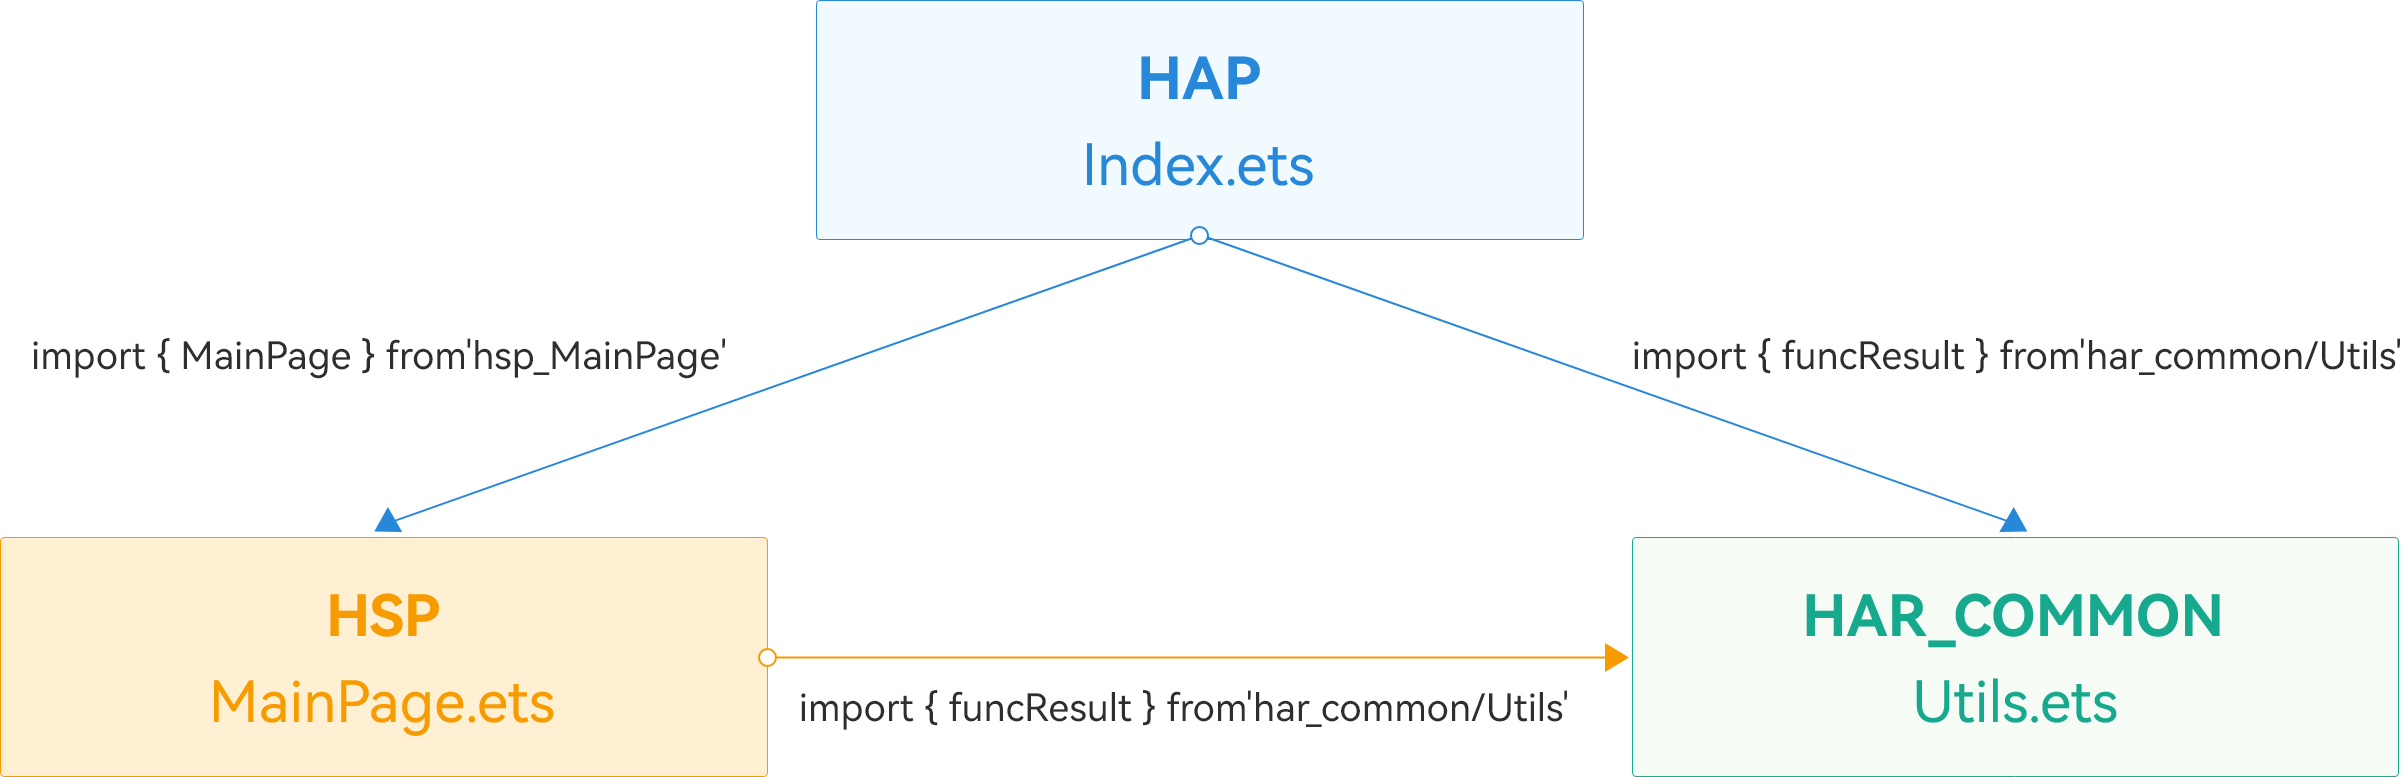 HAP
Index.ets
import { MainPage } from'hsp_MainPage'
import { funcResult } from'har_common/Utils'
HSP
MainPage.ets
import { funcResult } from'har_common/Utils'
HAR_COMMON
Utils.ets